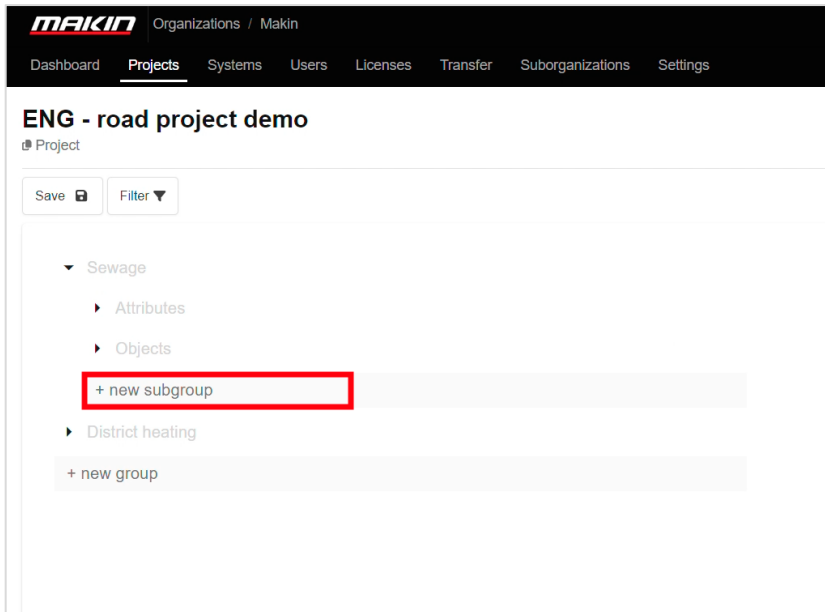 MAKIN Organizations / Makin
Dashboard Projects Systems Users Licenses Transfer Suborganizations Settings
ENG - road project demo
Project
Save Filter
Sewage
Attributes
Objects
+ new subgroup
District heating
+ new group